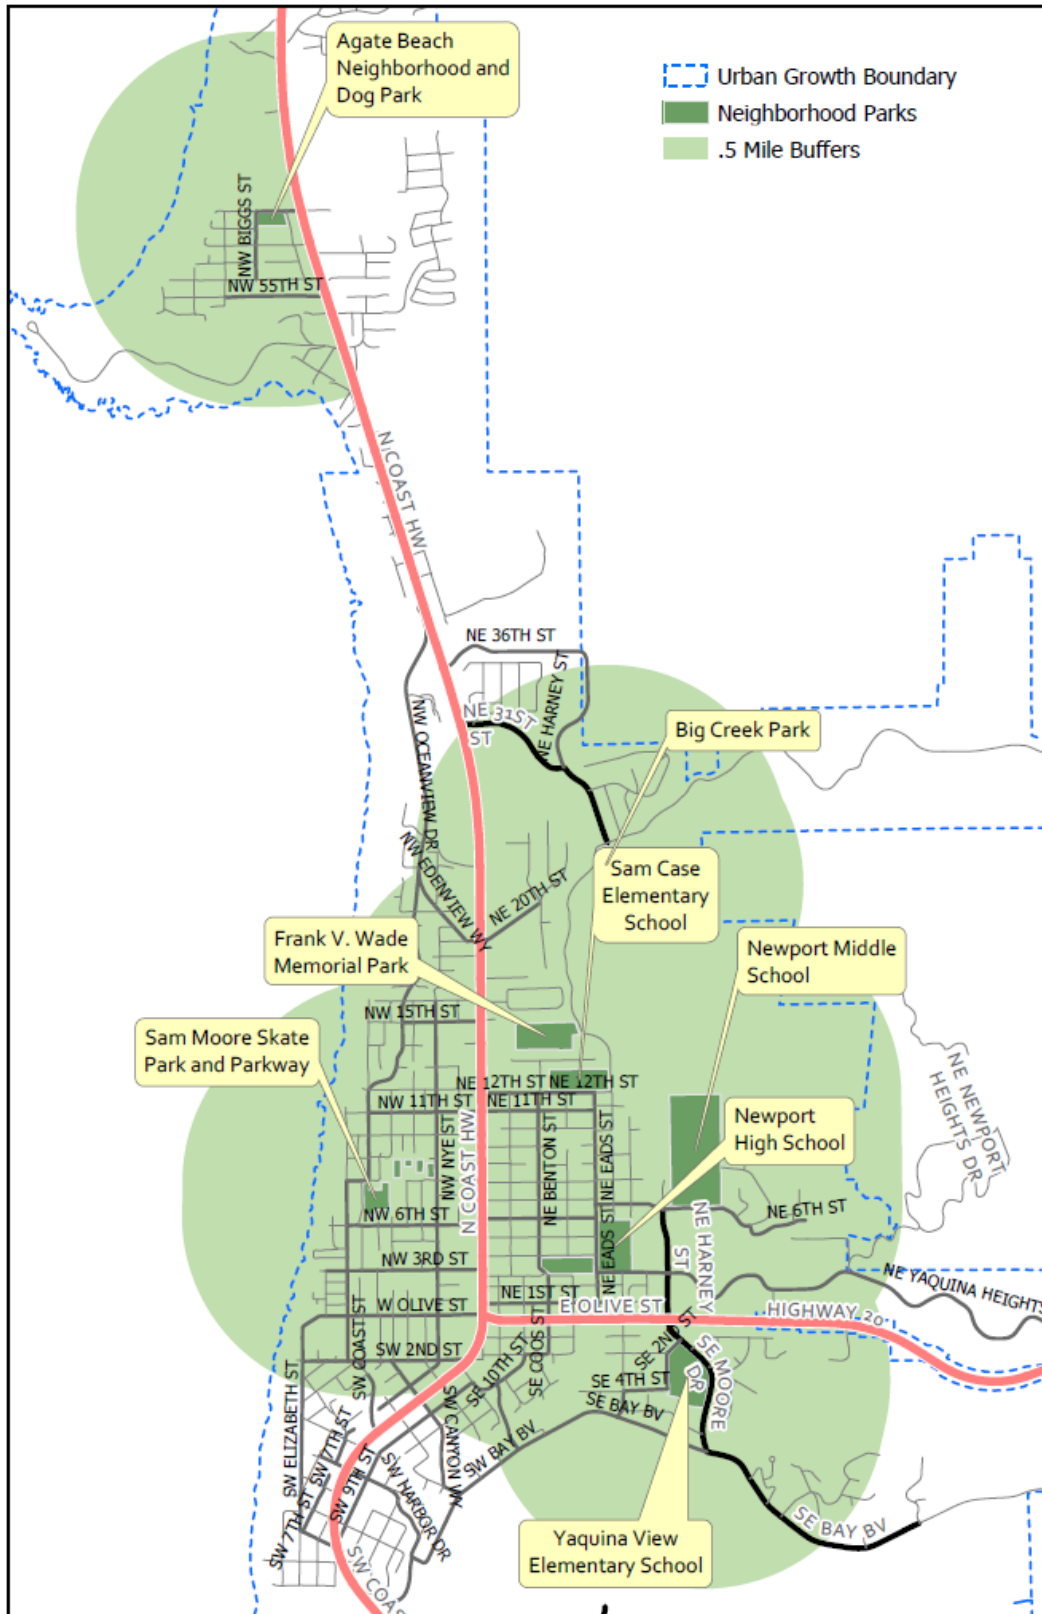 Agate Beach
Neighborhood and
Dog Park
Urban Growth Boundary
Neighborhood Parks
.5 Mile Buffers
NW BIGGS ST
NW 55TH ST
N COAST HW
NE 36TH ST
NE HARNEY ST
NE 31ST
ST
NW OCEANVIEW DR
Big Creek Park
NW EDENVIEW WY
NE 20TH ST
Sam Case
Elementary
School
Frank V. Wade
Memorial Park
Newport Middle
School
NW 15TH ST
Sam Moore Skate
Park and Parkway
NE 12TH ST
NE 12TH ST
NW 11TH ST
NE 11TH ST
NE NEWPORT
HEIGHTS DR
Newport
High School
N COAST HW
NW NYE ST
NE BENTON ST
NE EADS ST
NE EADS ST
NW 6TH ST
NE 6TH ST
NE HARNEY
ST
NW 3RD ST
NE 1ST ST
NE YAQUINA HEIGHTS
W OLIVE ST
E OLIVE ST
HIGHWAY 20
SW COAST ST
SW 2ND ST
SE COOS ST
SE 2ND ST
SE 10TH ST
SE 4TH ST
SE MOORE
DR
SE BAY BV
SW ELIZABETH ST
SW 7TH ST
SW CANYON WY
SW BAY BV
SW 9TH ST
SW HARBOR DR
SW 7TH ST
SE BAY BV
Yaquina View
Elementary School
SW COAS